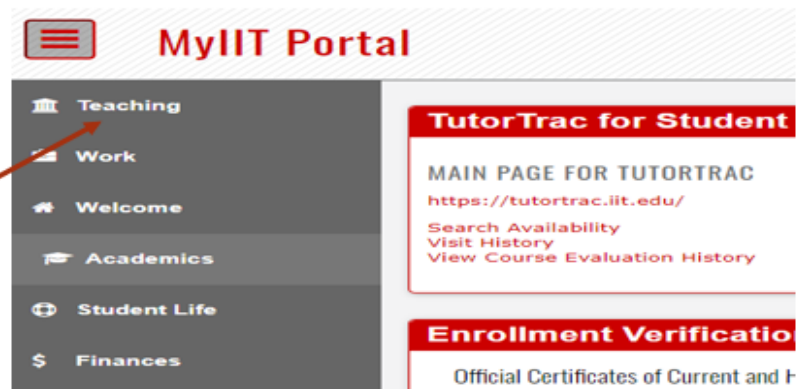 MyIIT Portal
Teaching
Work
Welcome
Academics
Student Life
$ Finances
TutorTrac for Student
MAIN PAGE FOR TUTORTRAC
https://tutortrac.iit.edu/
Search Availability
Visit History
View Course Evaluation History
Enrollment Verificatio
Official Certificates of Current and H